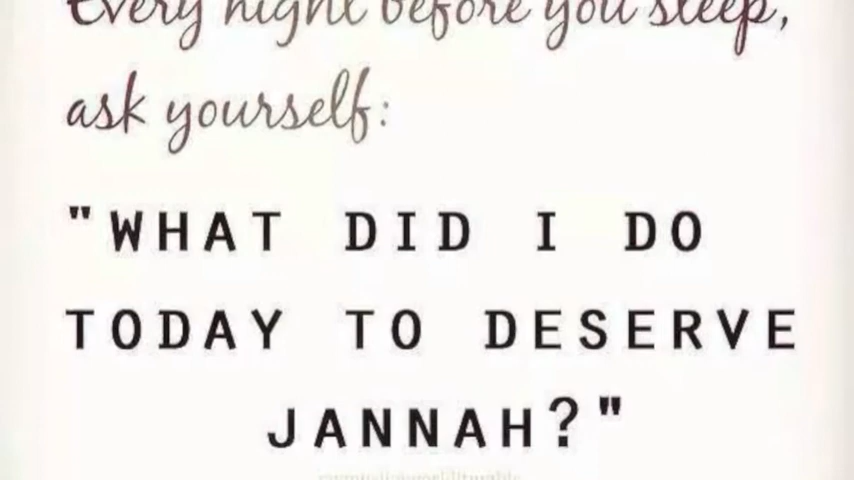 Every night before you sleep,
ask yourself:
"WHAT DID I DO
TODAY TO DESERVE
JANNAH?"